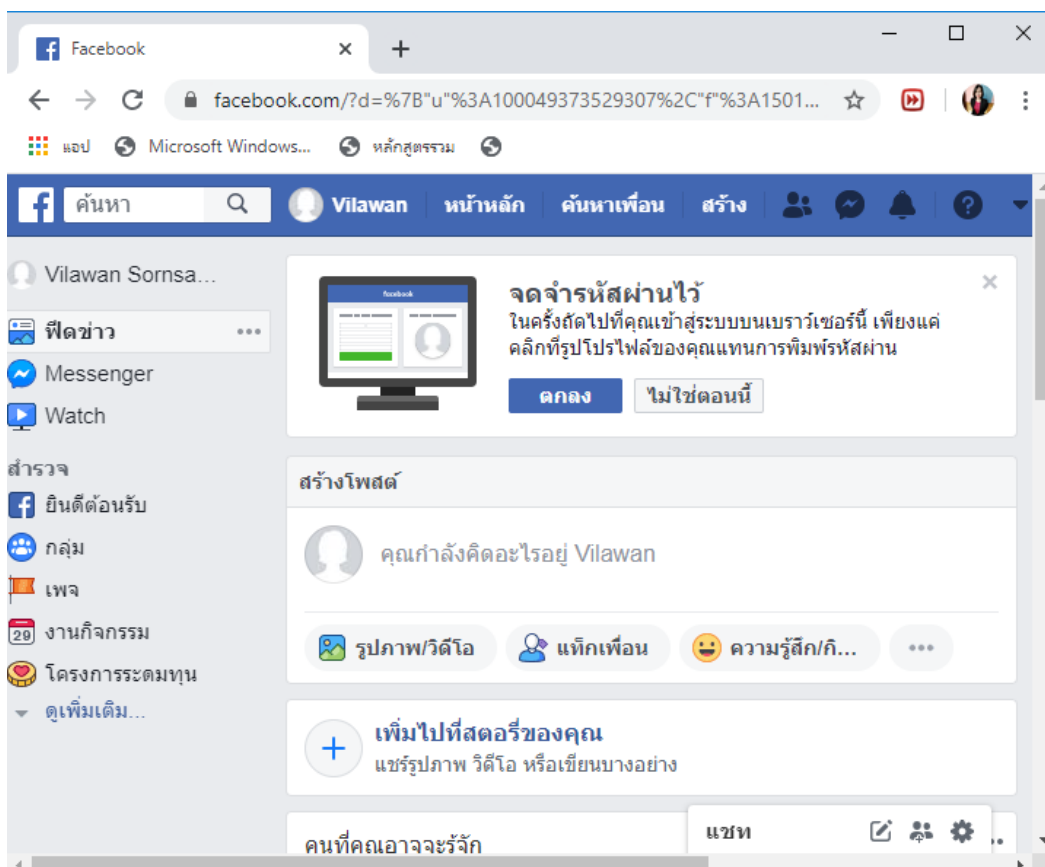 Facebook
facebook.com/?d=%7B"u"%3A100049373529307%2C"f"%3A1501...
แอป Microsoft Windows... หลักสูตรรวม
ค้นหา Vilawan หน้าหลัก ค้นหาเพื่อน สร้าง
Vilawan Sornsa...
ฟีดข่าว
Messenger
Watch
สำรวจ
ยินดีต้อนรับ
กลุ่ม
เพจ
29 งานกิจกรรม
โครงการระดมทุน
ดูเพิ่มเติม...
facebook
จดจำรหัสผ่านไว้
ในครั้งถัดไปที่คุณเข้าสู่ระบบบนเบราว์เซอร์นี้ เพียงแค่
คลิกที่รูปโปรไฟล์ของคุณแทนการพิมพ์รหัสผ่าน
ตกลง ไม่ใช่ตอนนี้
สร้างโพสต์
คุณกำลังคิดอะไรอยู่ Vilawan
รูปภาพ/วิดีโอ แท็กเพื่อน ความรู้สึก/กิ...
เพิ่มไปที่สตอรี่ของคุณ
แชร์รูปภาพ วิดีโอ หรือเขียนบางอย่าง
คนที่คุณอาจจะรู้จัก
แชท